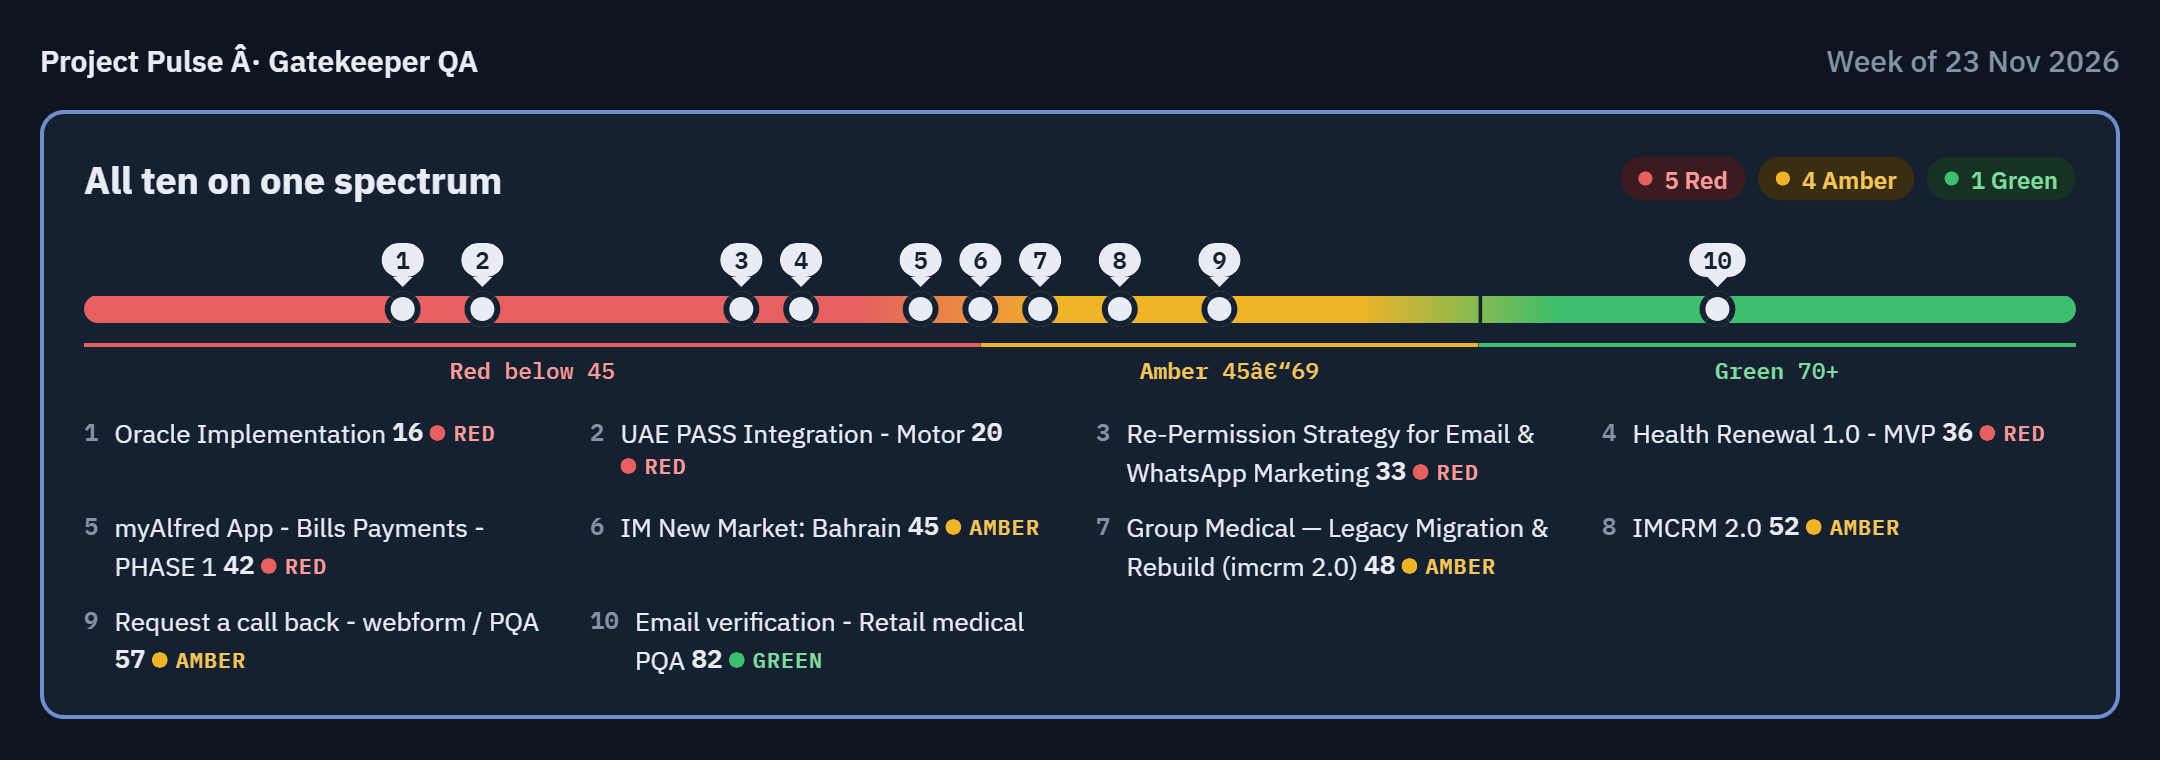 Project Pulse Â· Gatekeeper QA
Week of 23 Nov 2026
All ten on one spectrum
5 Red
4 Amber
1 Green
1 2 3 4 5 6 7 8 9 10
Red below 45
Amber 45â€“69
Green 70+
1 Oracle Implementation 16 RED
2 UAE PASS Integration - Motor 20
RED
3 Re-Permission Strategy for Email &
WhatsApp Marketing 33 RED
4 Health Renewal 1.0 - MVP 36 RED
5 myAlfred App - Bills Payments -
PHASE 1 42 RED
6 IM New Market: Bahrain 45 AMBER
7 Group Medical — Legacy Migration &
Rebuild (imcrm 2.0) 48 AMBER
8 IMCRM 2.0 52 AMBER
9 Request a call back - webform / PQA
57 AMBER
10 Email verification - Retail medical
PQA 82 GREEN